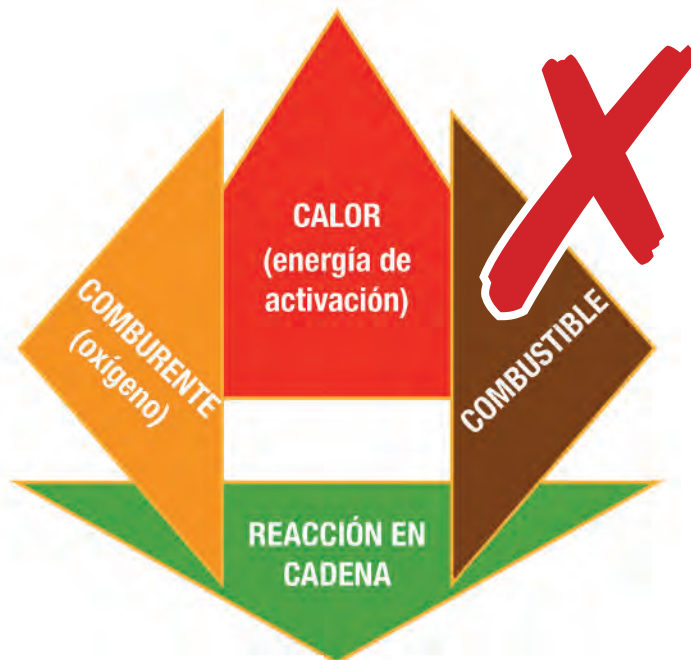 CALOR
(energía de
activación)
COMBURENTE
(oxígeno)
COMBUSTIBLE
REACCIÓN EN
CADENA